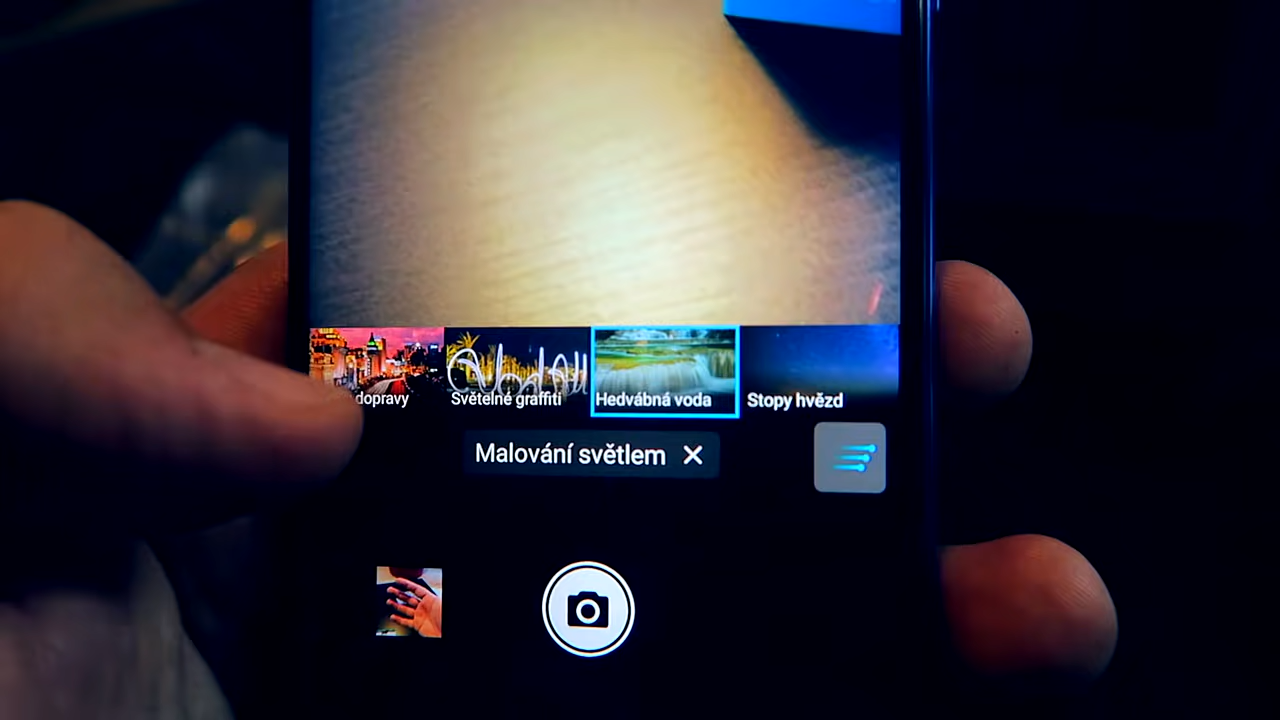 dopravy
Světelné graffiti
Hedvábná voda
Stopy hvězd
Malování světlem